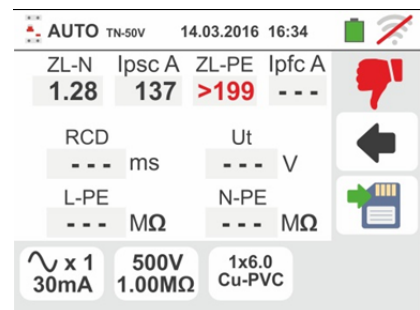 AUTO TN-50V 14.03.2016 16:34
ZL-N Ipsc A ZL-PE Ipfc A
1.28 137 >199 - - -
RCD Ut
- - - ms - - - V
L-PE N-PE
- - - MΩ - - - MΩ
∿ x 1 500V 1x6.0
30mA 1.00MΩ Cu-PVC